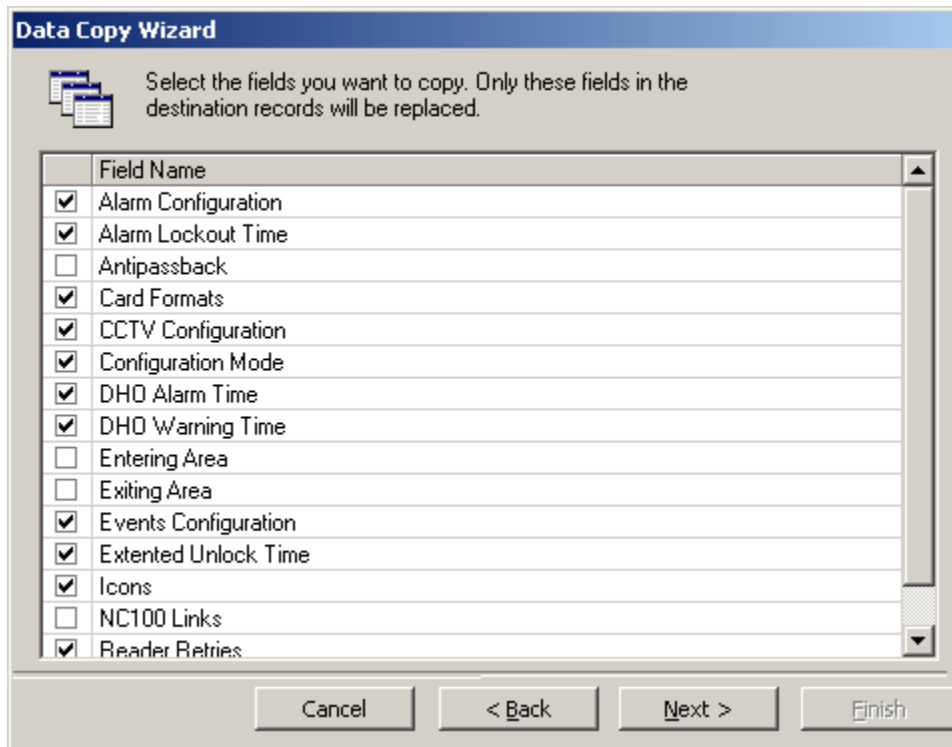 Data Copy Wizard
Select the fields you want to copy. Only these fields in the
destination records will be replaced.
Field Name
Alarm Configuration
Alarm Lockout Time
Antipassback
Card Formats
CCTV Configuration
Configuration Mode
DHO Alarm Time
DHO Warning Time
Entering Area
Exiting Area
Events Configuration
Extented Unlock Time
Icons
NC100 Links
Reader Retries
Cancel < Back Next > Finish